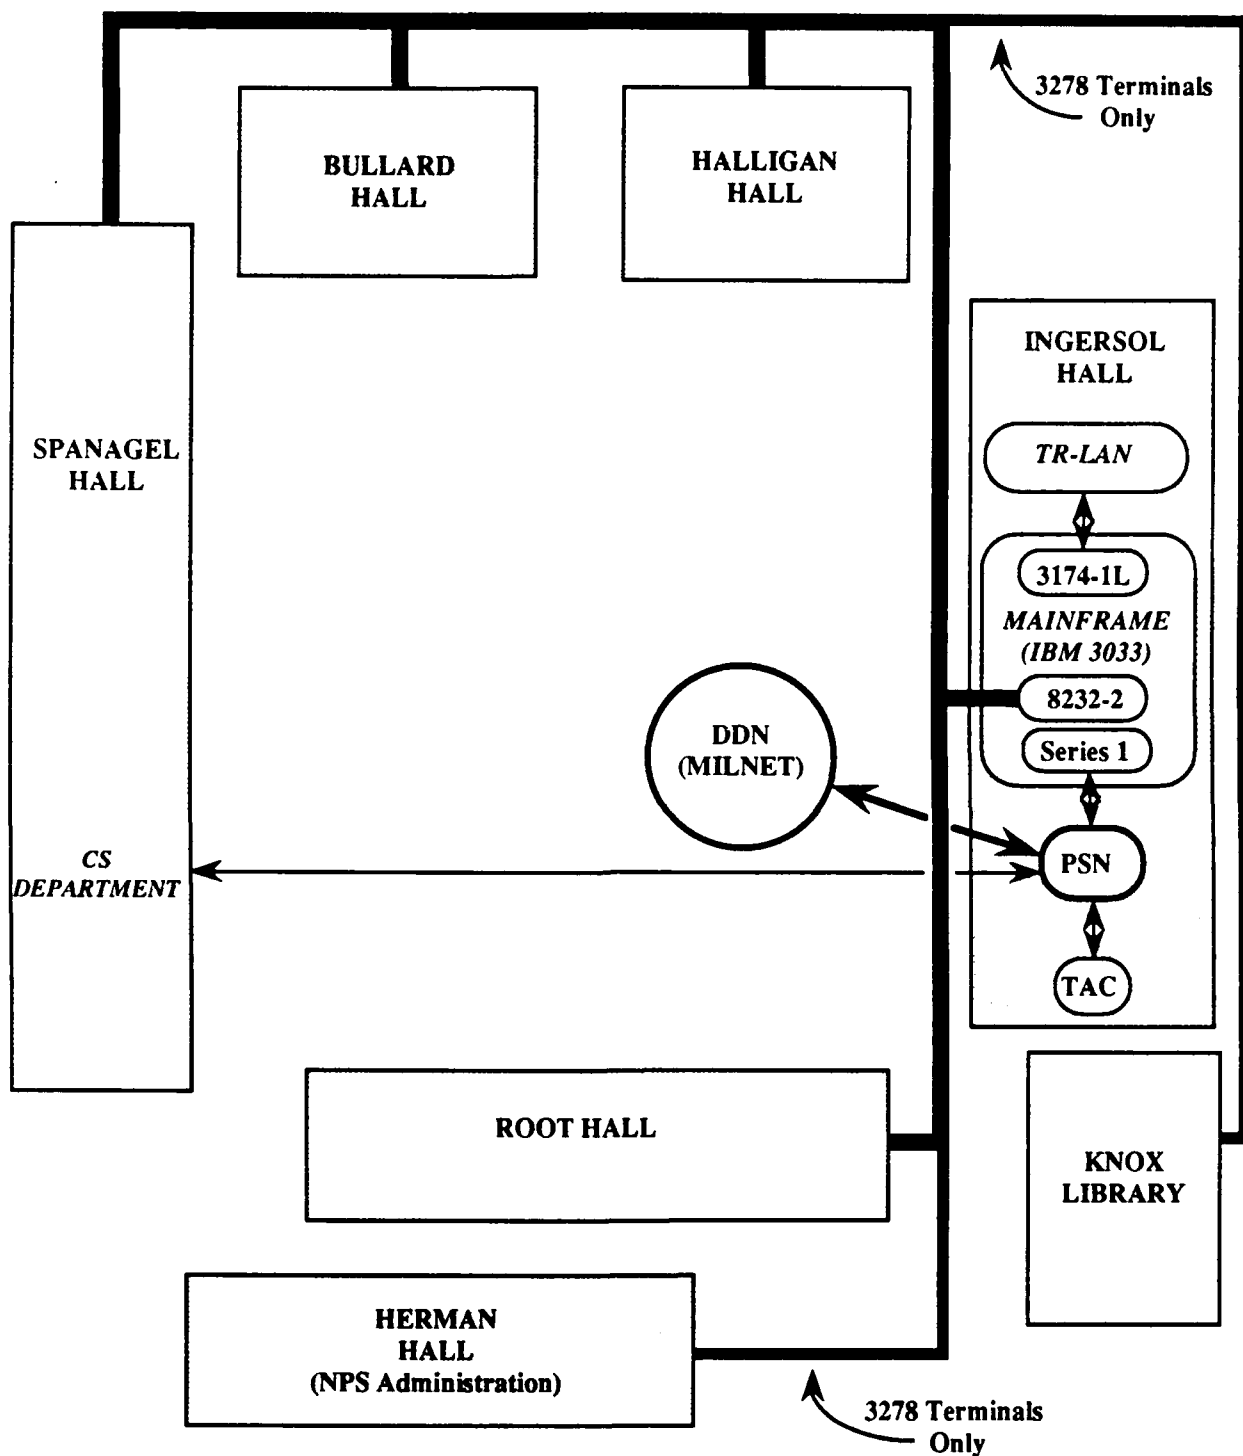 3278 Terminals
Only
BULLARD
HALL
HALLIGAN
HALL
INGERSOL
HALL
SPANAGEL
HALL
TR-LAN
3174-1L
MAINFRAME
(IBM 3033)
8232-2
Series 1
DDN
(MILNET)
PSN
CS
DEPARTMENT
TAC
ROOT HALL
KNOX
LIBRARY
HERMAN
HALL
(NPS Administration)
3278 Terminals
Only